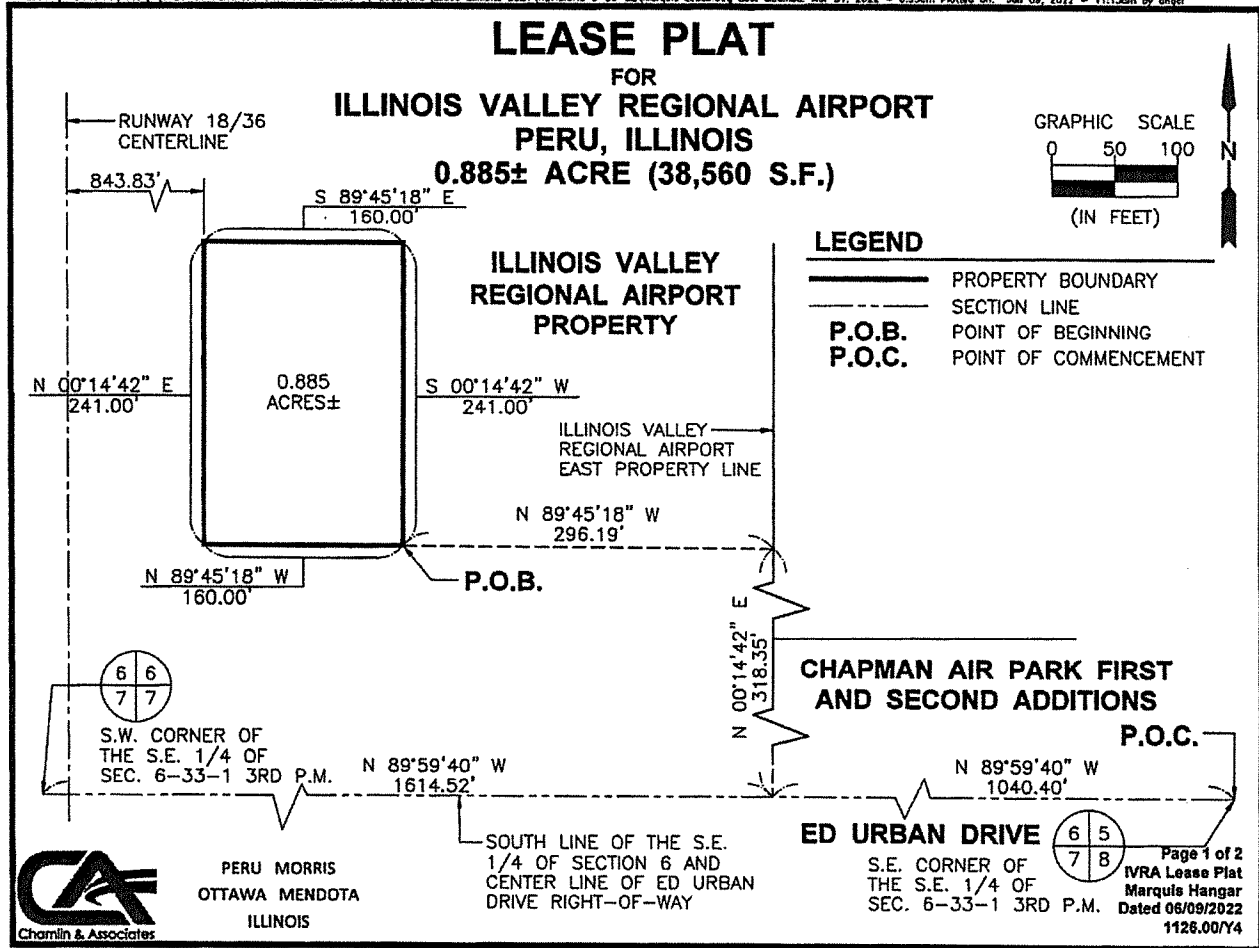 LEASE PLAT
FOR
ILLINOIS VALLEY REGIONAL AIRPORT
PERU, ILLINOIS
0.885± ACRE (38,560 S.F.)
RUNWAY 18/36
CENTERLINE
843.83'
S 89°45'18" E
160.00'
GRAPHIC SCALE
0 50 100
(IN FEET)
N
LEGEND
PROPERTY BOUNDARY
SECTION LINE
P.O.B. POINT OF BEGINNING
P.O.C. POINT OF COMMENCEMENT
ILLINOIS VALLEY
REGIONAL AIRPORT
PROPERTY
N 00°14'42" E
241.00'
0.885
ACRES±
S 00°14'42" W
241.00'
ILLINOIS VALLEY
REGIONAL AIRPORT
EAST PROPERTY LINE
N 89°45'18" W
296.19'
N 89°45'18" W
160.00'
P.O.B.
N 00°14'42" E
318.35'
CHAPMAN AIR PARK FIRST
AND SECOND ADDITIONS
P.O.C.
6 6
7 7
S.W. CORNER OF
THE S.E. 1/4 OF
SEC. 6-33-1 3RD P.M.
N 89°59'40" W
1614.52'
N 89°59'40" W
1040.40'
SOUTH LINE OF THE S.E.
1/4 OF SECTION 6 AND
CENTER LINE OF ED URBAN
DRIVE RIGHT-OF-WAY
ED URBAN DRIVE
6 5
7 8
S.E. CORNER OF
THE S.E. 1/4 OF
SEC. 6-33-1 3RD P.M.
CA
Chamlin & Associates
PERU MORRIS
OTTAWA MENDOTA
ILLINOIS
Page 1 of 2
IVRA Lease Plat
Marquis Hangar
Dated 06/09/2022
1126.00/Y4